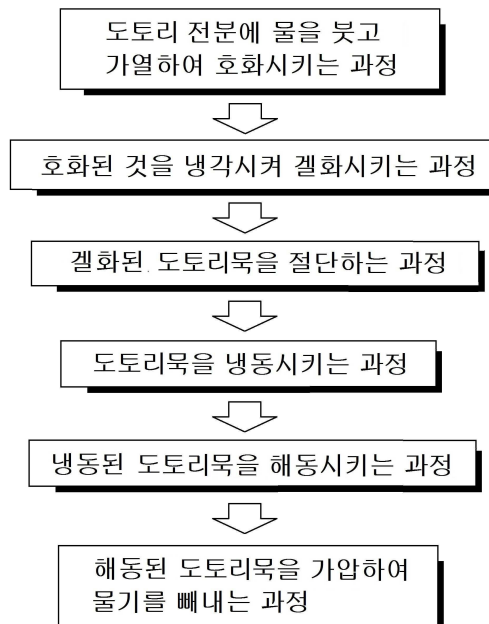 도토리 전분에 물을 붓고
가열하여 호화시키는 과정
호화된 것을 냉각시켜 겔화시키는 과정
겔화된 도토리묵을 절단하는 과정
도토리묵을 냉동시키는 과정
냉동된 도토리묵을 해동시키는 과정
해동된 도토리묵을 가압하여
물기를 빼내는 과정